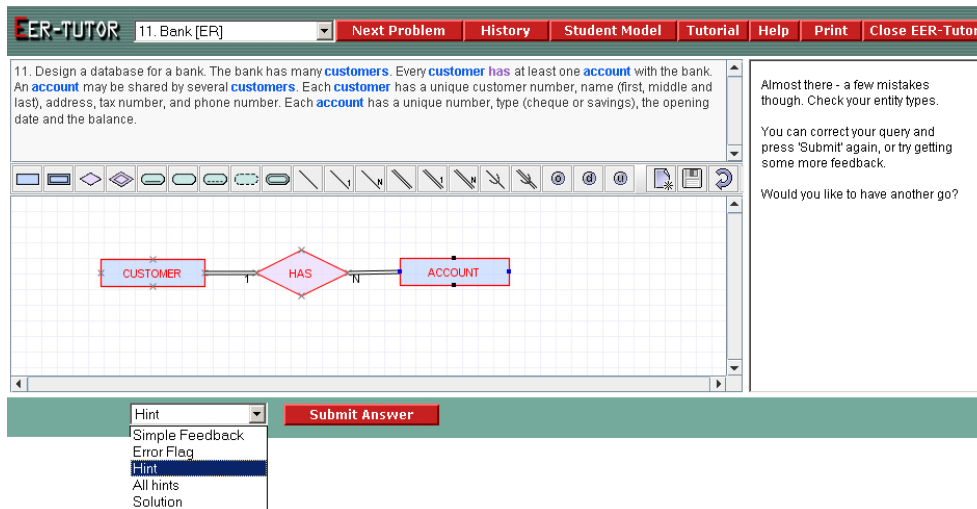 EER-TUTOR 11. Bank [ER] Next Problem History Student Model Tutorial Help Print Close EER-Tutor
11. Design a database for a bank. The bank has many customers. Every customer has at least one account with the bank.
An account may be shared by several customers. Each customer has a unique customer number, name (first, middle and
last), address, tax number, and phone number. Each account has a unique number, type (cheque or savings), the opening
date and the balance.
Almost there - a few mistakes
though. Check your entity types.
You can correct your query and
press 'Submit' again, or try getting
some more feedback.
Would you like to have another go?
1 N 1 N o d u
CUSTOMER 1 HAS N ACCOUNT
Hint Submit Answer
Simple Feedback
Error Flag
Hint
All hints
Solution